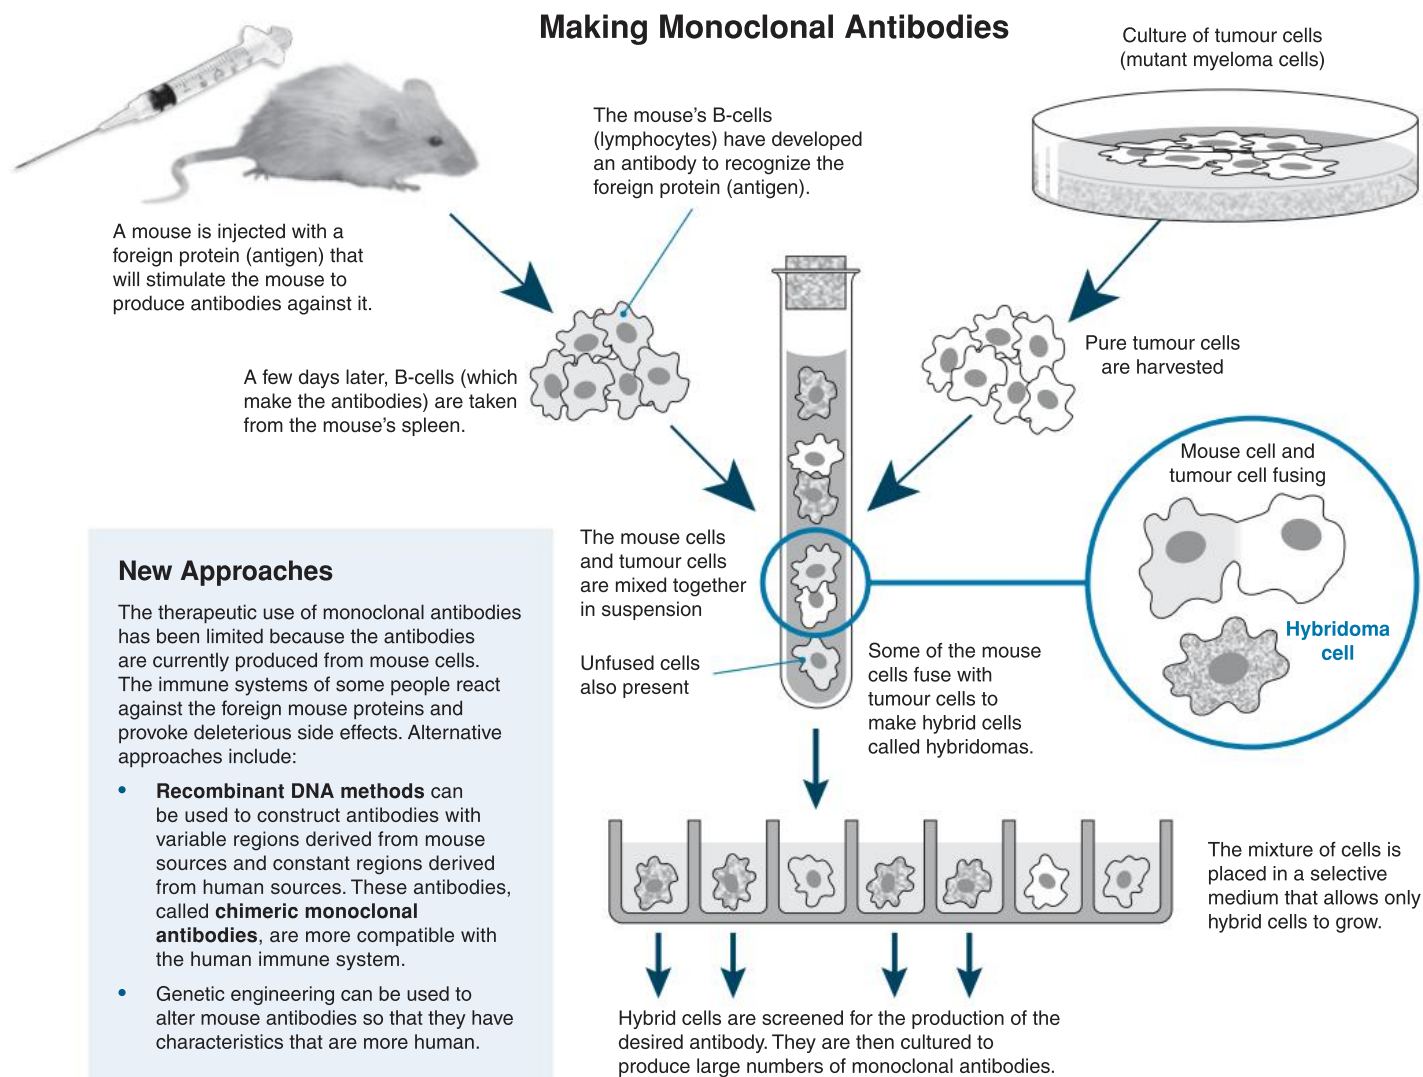 Making Monoclonal Antibodies
Culture of tumour cells
(mutant myeloma cells)
The mouse's B-cells
(lymphocytes) have developed
an antibody to recognize the
foreign protein (antigen).
A mouse is injected with a
foreign protein (antigen) that
will stimulate the mouse to
produce antibodies against it.
Pure tumour cells
are harvested
A few days later, B-cells (which
make the antibodies) are taken
from the mouse's spleen.
Mouse cell and
tumour cell fusing
Hybridoma
cell
The mouse cells
and tumour cells
are mixed together
in suspension
Unfused cells
also present
Some of the mouse
cells fuse with
tumour cells to
make hybrid cells
called hybridomas.
New Approaches
The therapeutic use of monoclonal antibodies
has been limited because the antibodies
are currently produced from mouse cells.
The immune systems of some people react
against the foreign mouse proteins and
provoke deleterious side effects. Alternative
approaches include:
• Recombinant DNA methods can
be used to construct antibodies with
variable regions derived from mouse
sources and constant regions derived
from human sources. These antibodies,
called chimeric monoclonal
antibodies, are more compatible with
the human immune system.
• Genetic engineering can be used to
alter mouse antibodies so that they have
characteristics that are more human.
The mixture of cells is
placed in a selective
medium that allows only
hybrid cells to grow.
Hybrid cells are screened for the production of the
desired antibody. They are then cultured to
produce large numbers of monoclonal antibodies.